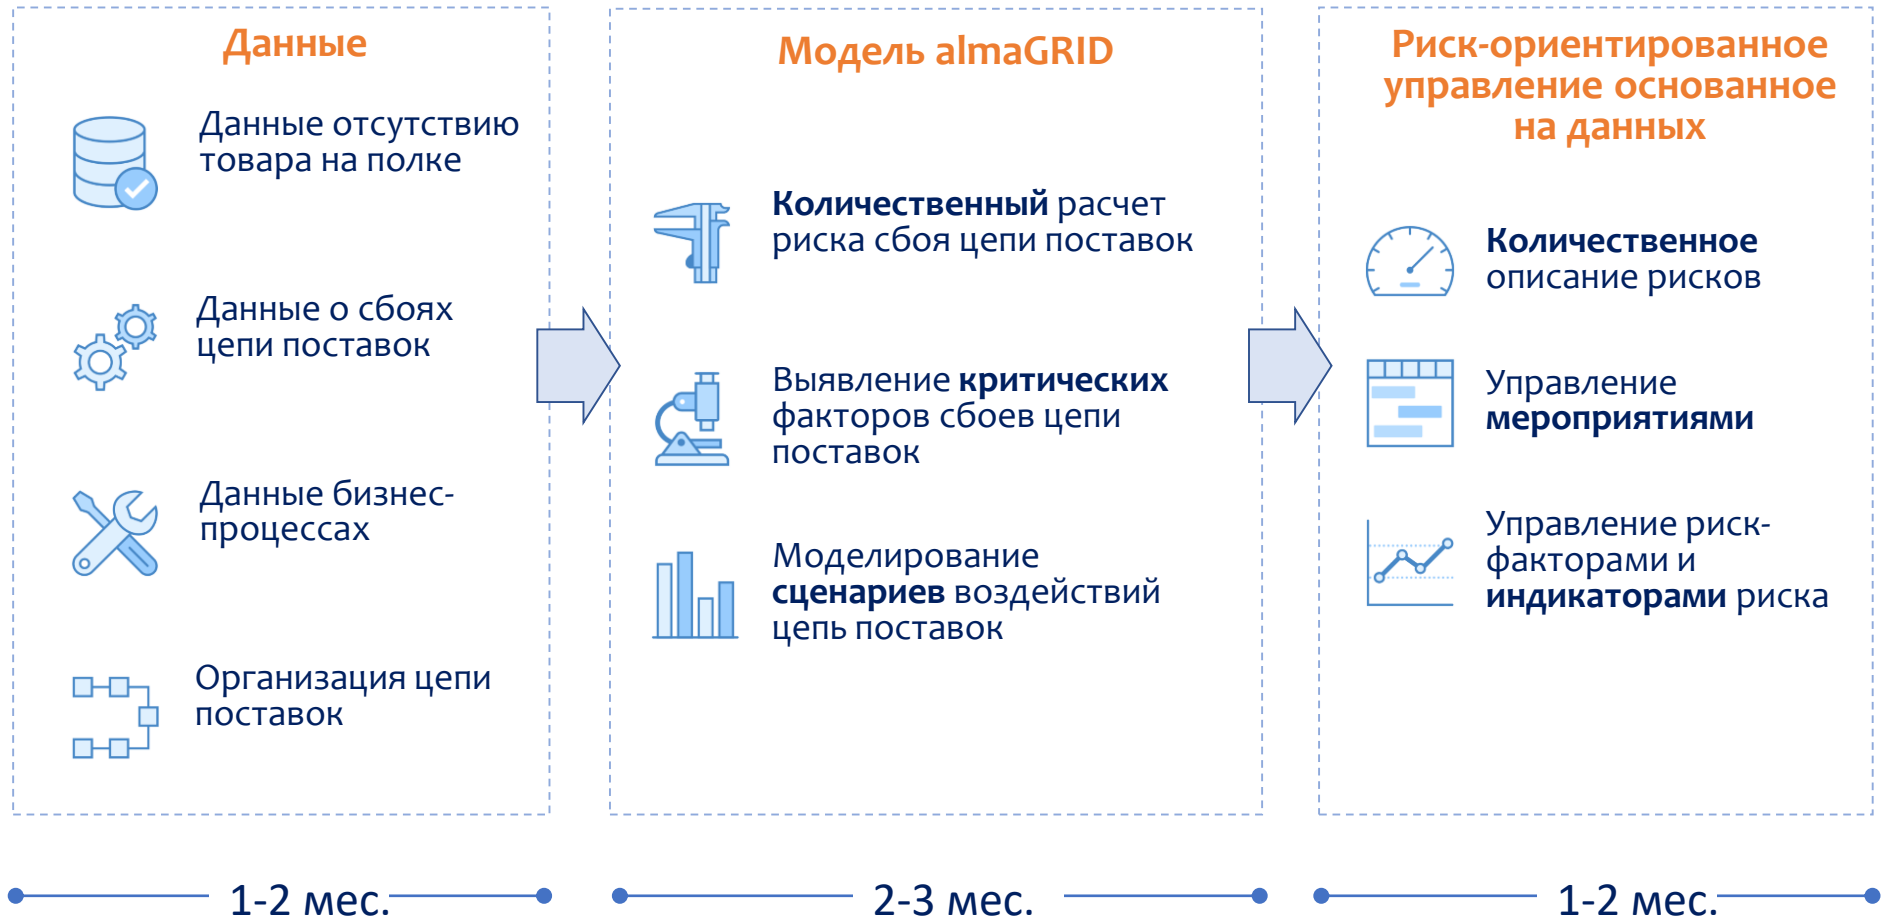 Данные
Данные отсутствию
товара на полке
Данные о сбоях
цепи поставок
Данные бизнес-
процессах
Организация цепи
поставок
Модель almaGRID
Количественный расчет
риска сбоя цепи поставок
Выявление критических
факторов сбоев цепи
поставок
Моделирование
сценариев воздействий
цепь поставок
Риск-ориентированное
управление основанное
на данных
Количественное
описание рисков
Управление
мероприятиями
Управление риск-
факторами и
индикаторами риска
1-2 мес.
2-3 мес.
1-2 мес.